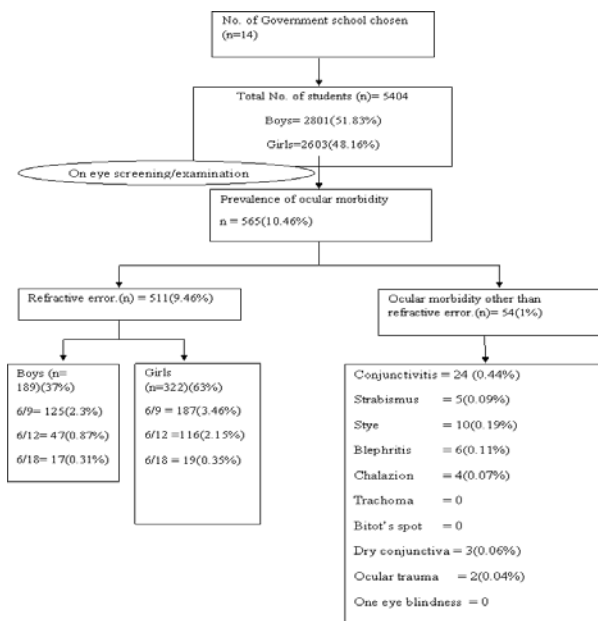 No. of Government school chosen
(n=14)
Total No. of students (n)= 5404
Boys= 2801(51.83%)
Girls=2603(48.16%)
On eye screening/examination
Prevalence of ocular morbidity
n = 565(10.46%)
Refractive error.(n) = 511(9.46%)
Ocular morbidity other than
refractive error.(n)= 54(1%)
Boys (n=
189)(37%)
6/9= 125(2.3%)
6/12= 47(0.87%)
6/18= 17(0.31%)
Girls
(n=322)(63%)
6/9 = 187(3.46%)
6/12 =116(2.15%)
6/18 = 19(0.35%)
Conjunctivitis = 24 (0.44%)
Strabismus = 5(0.09%)
Stye = 10(0.19%)
Blephritis = 6(0.11%)
Chalazion = 4(0.07%)
Trachoma = 0
Bitot's spot = 0
Dry conjunctiva = 3(0.06%)
Ocular trauma = 2(0.04%)
One eye blindness = 0